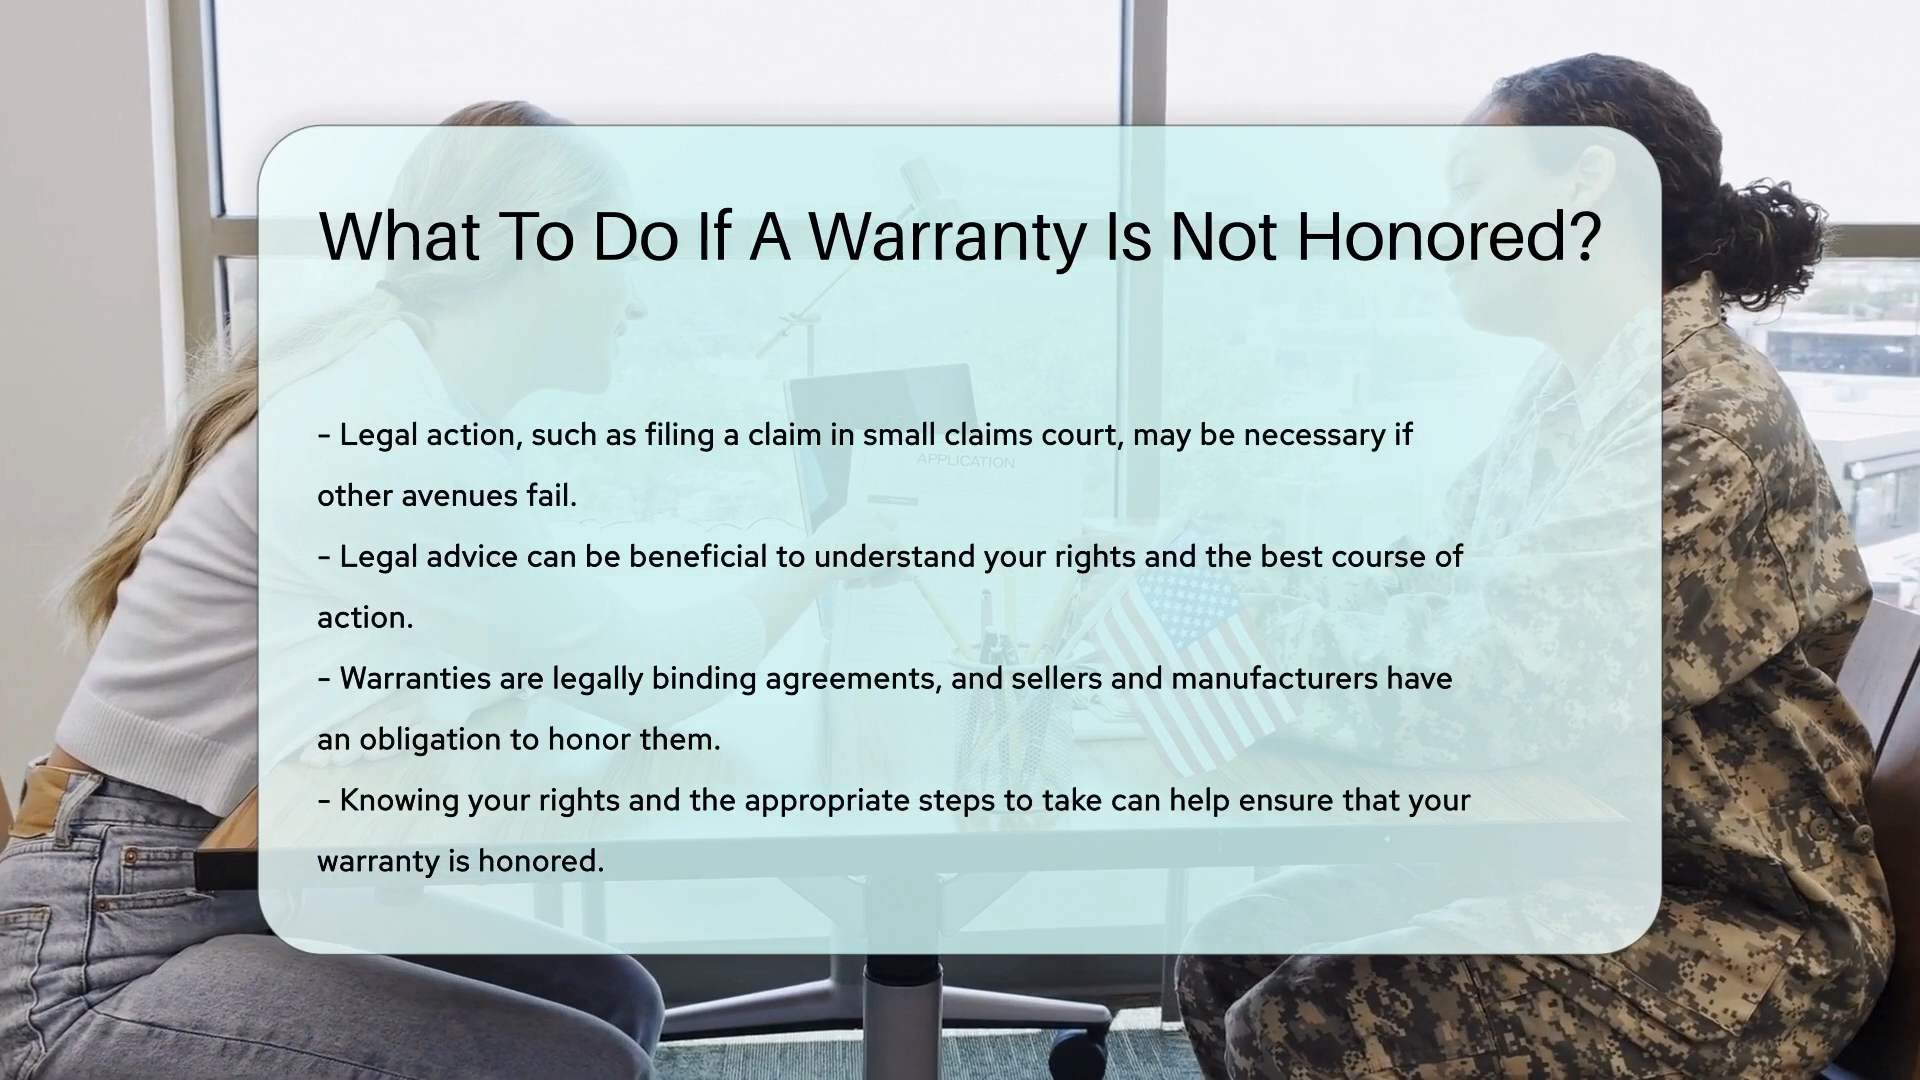 What To Do If A Warranty Is Not Honored?
- Legal action, such as filing a claim in small claims court, may be necessary if
other avenues fail.
- Legal advice can be beneficial to understand your rights and the best course of
action.
- Warranties are legally binding agreements, and sellers and manufacturers have
an obligation to honor them.
- Knowing your rights and the appropriate steps to take can help ensure that your
warranty is honored.
APPLICATION